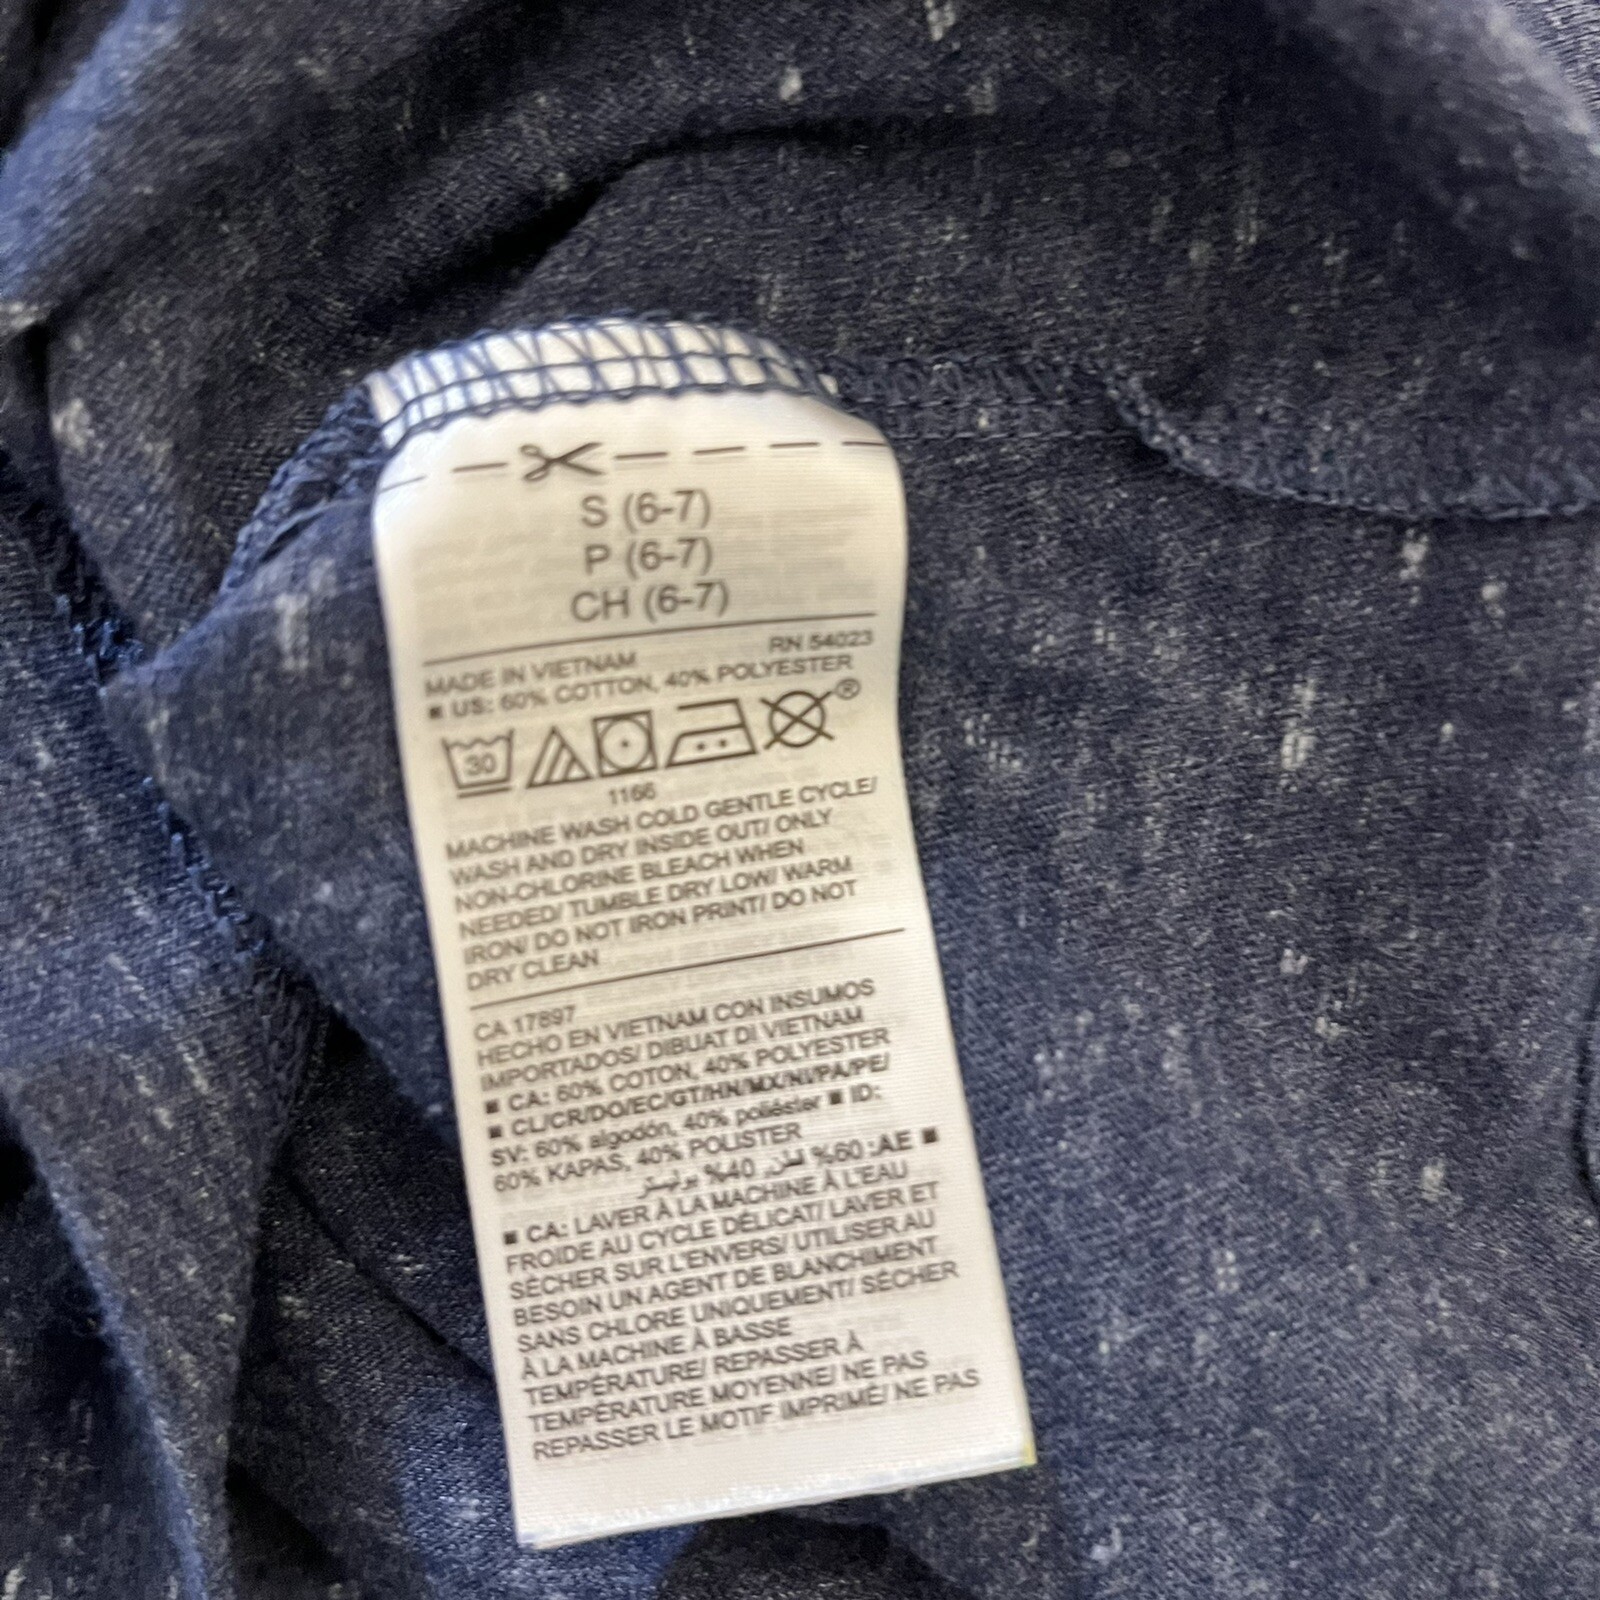 S (6-7)
P (6-7)
CH (6-7)
RN 54023
MADE IN VIETNAM
■ US: 60% COTTON, 40% POLYESTER
30
®
1166
MACHINE WASH COLD GENTLE CYCLE/
WASH AND DRY INSIDE OUT/ ONLY
NON-CHLORINE BLEACH WHEN
NEEDED/ TUMBLE DRY LOW/ WARM
IRON/ DO NOT IRON PRINT/ DO NOT
DRY CLEAN
CA 17897
HECHO EN VIETNAM CON INSUMOS
IMPORTADOS/ DIBUAT DI VIETNAM
■ CA: 60% COTON, 40% POLYESTER
■ CL/CR/DO/EC/GT/HN/MX/NI/PA/PE/
SV: 60% algodón, 40% poliéster ■ ID:
60% KAPAS, 40% POLISTER
■ AE: 60% قطن, 40% بوليستر
■ CA: LAVER À LA MACHINE À L'EAU
FROIDE AU CYCLE DÉLICAT/ LAVER ET
SÉCHER SUR L'ENVERS/ UTILISER AU
BESOIN UN AGENT DE BLANCHIMENT
SANS CHLORE UNIQUEMENT/ SÉCHER
À LA MACHINE À BASSE
TEMPÉRATURE/ REPASSER À
TEMPÉRATURE MOYENNE/ NE PAS
REPASSER LE MOTIF IMPRIMÉ/ NE PAS